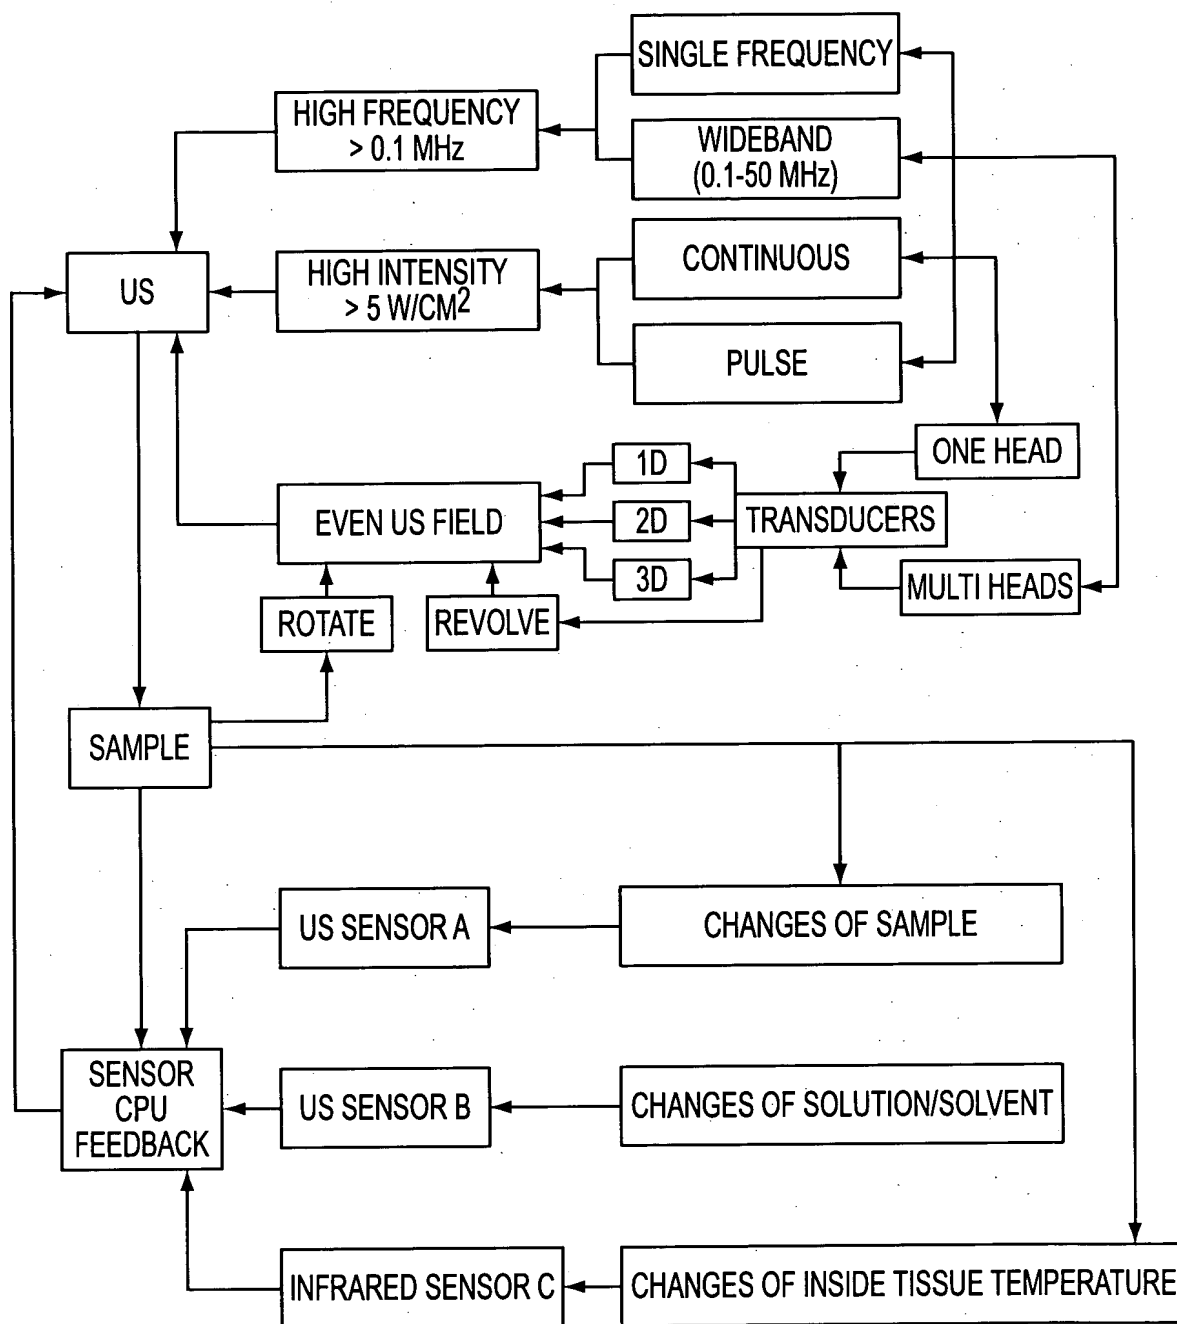 SINGLE FREQUENCY
HIGH FREQUENCY
> 0.1 MHz
WIDEBAND
(0.1-50 MHz)
CONTINUOUS
US
HIGH INTENSITY
> 5 W/CM²
PULSE
ONE HEAD
1D
EVEN US FIELD
2D
TRANSDUCERS
3D
MULTI HEADS
ROTATE
REVOLVE
SAMPLE
US SENSOR A
CHANGES OF SAMPLE
SENSOR
CPU
FEEDBACK
US SENSOR B
CHANGES OF SOLUTION/SOLVENT
INFRARED SENSOR C
CHANGES OF INSIDE TISSUE TEMPERATURE